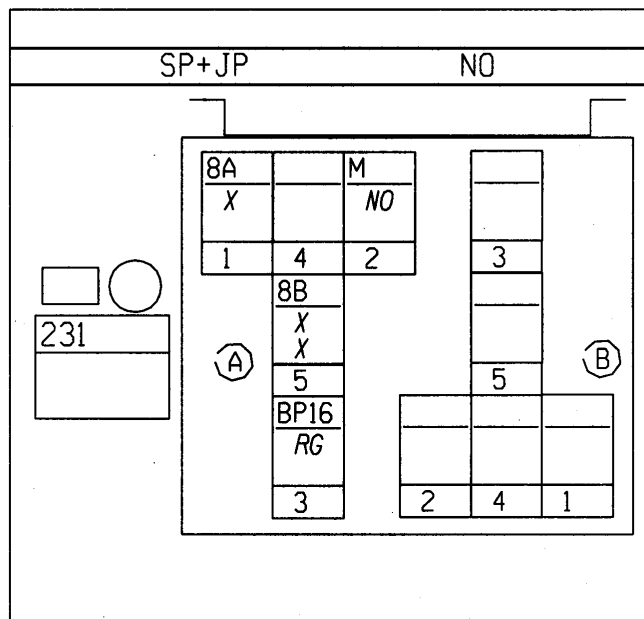 SP+JP NO
8A M
X NO
1 4 2 3
8B
X
231
X
A B
5 5
BP16
RG
3 2 4 1